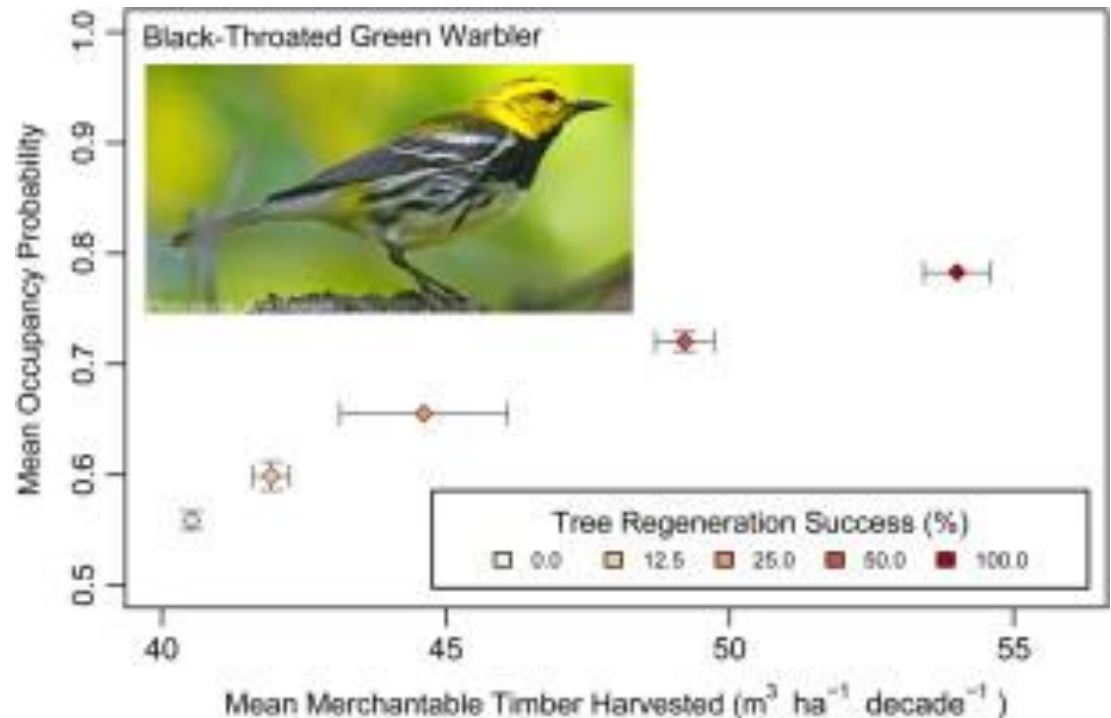 Black-Throated Green Warbler
1.0
0.9
0.8
0.7
0.6
0.5
Mean Occupancy Probability
Tree Regeneration Success (%)
0.0 12.5 25.0 50.0 100.0
40 45 50 55
Mean Merchantable Timber Harvested (m³ ha⁻¹ decade⁻¹)